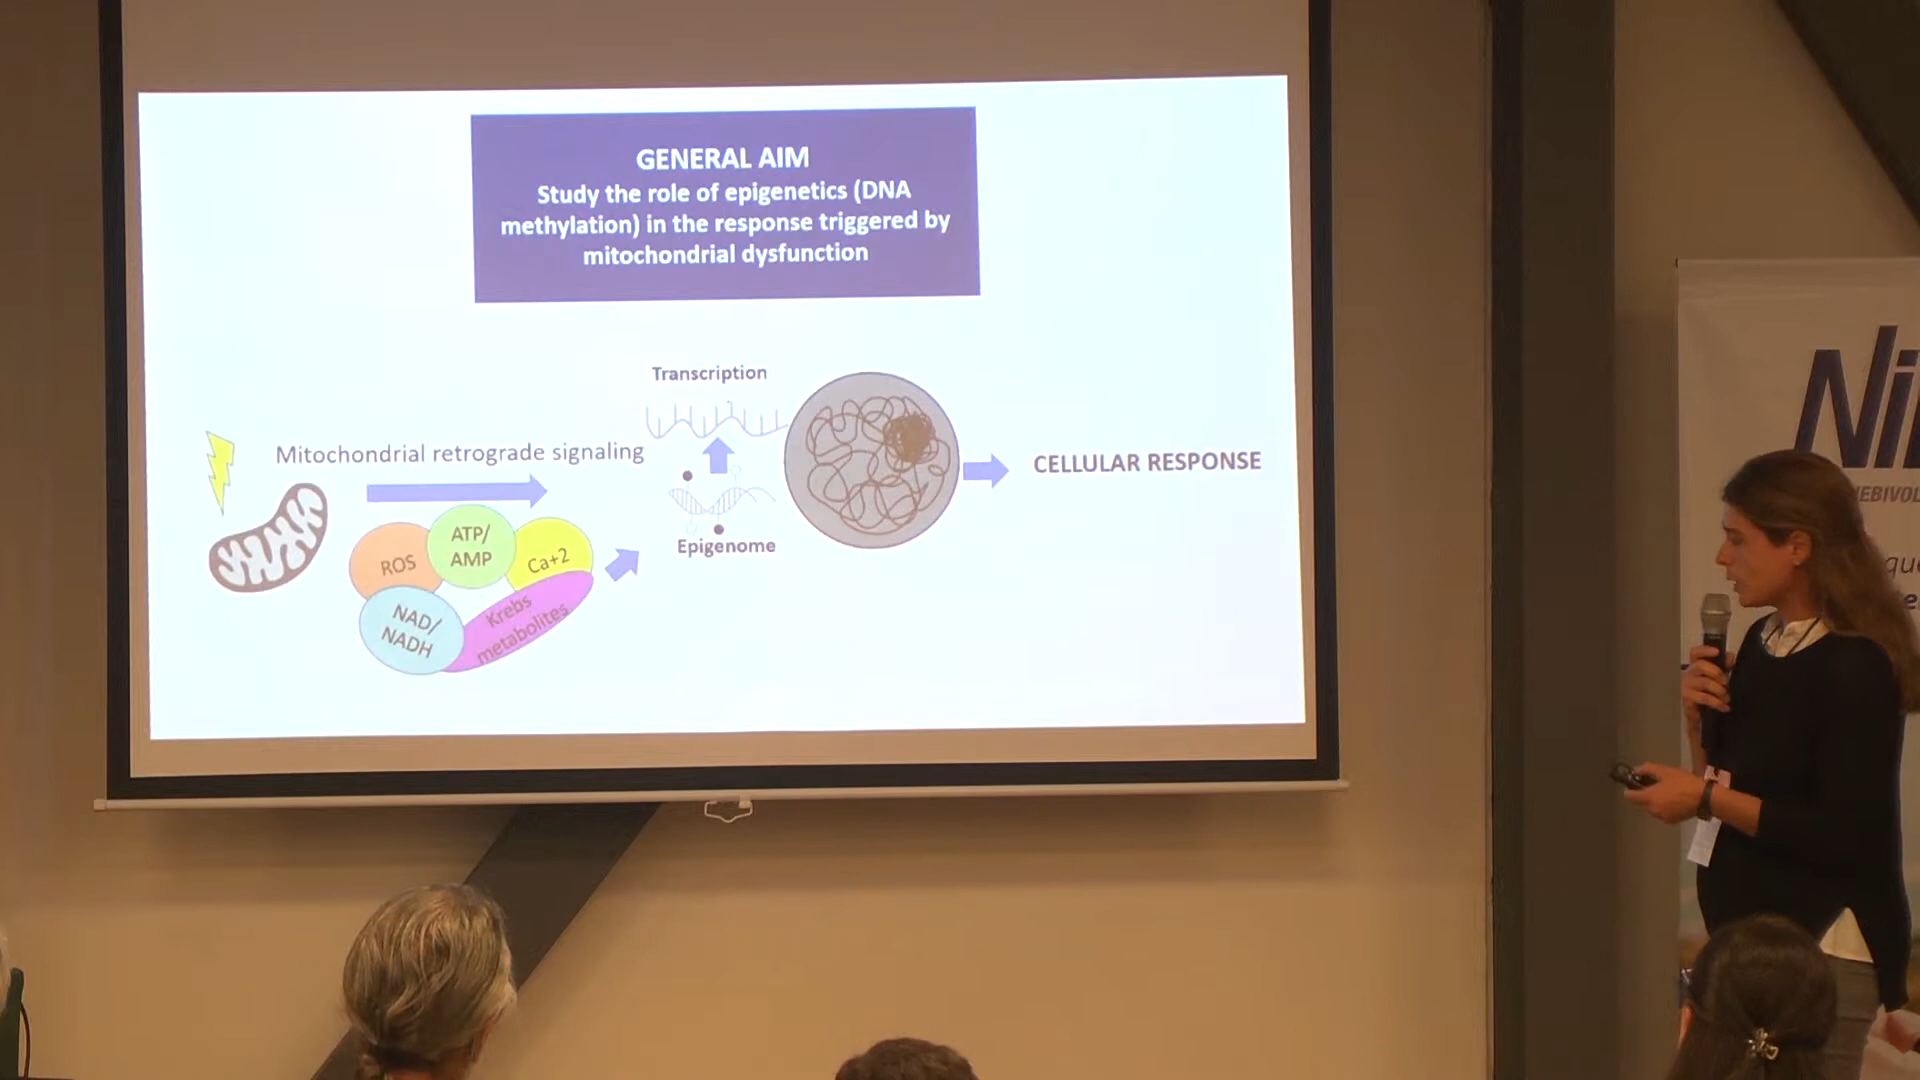 GENERAL AIM
Study the role of epigenetics (DNA
methylation) in the response triggered by
mitochondrial dysfunction
Transcription
Mitochondrial retrograde signaling
CELLULAR RESPONSE
ROS
ATP/
AMP
Ca+2
Epigenome
NAD/
NADH
Krebs
metabolites